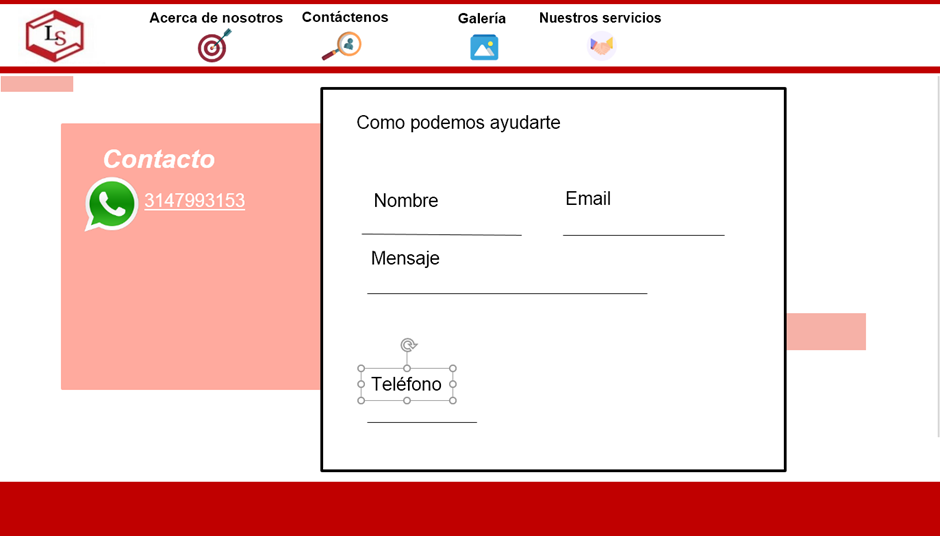 LS
Acerca de nosotros
Contáctenos
Galería
Nuestros servicios
Contacto
3147993153
Como podemos ayudarte
Nombre
Email
Mensaje
Teléfono